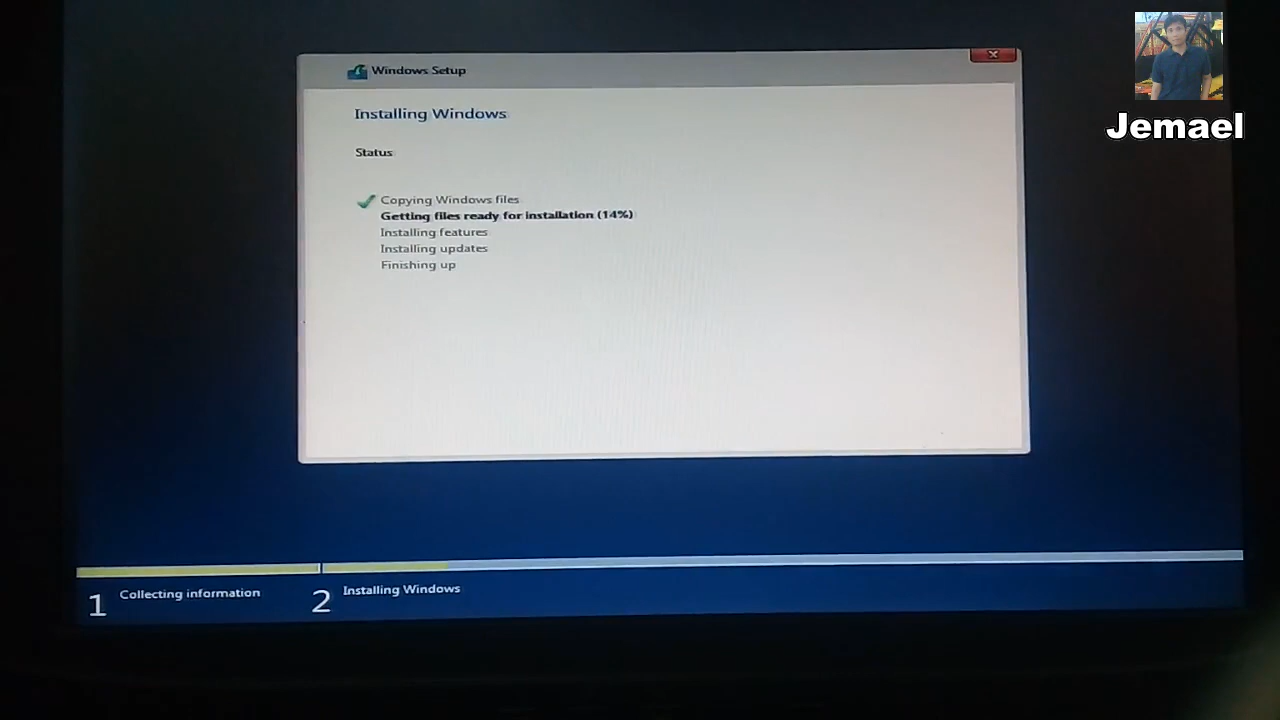 Windows Setup
Jemael
Installing Windows
Status
Copying Windows files
Getting files ready for installation (14%)
Installing features
Installing updates
Finishing up
1 Collecting information
2 Installing Windows